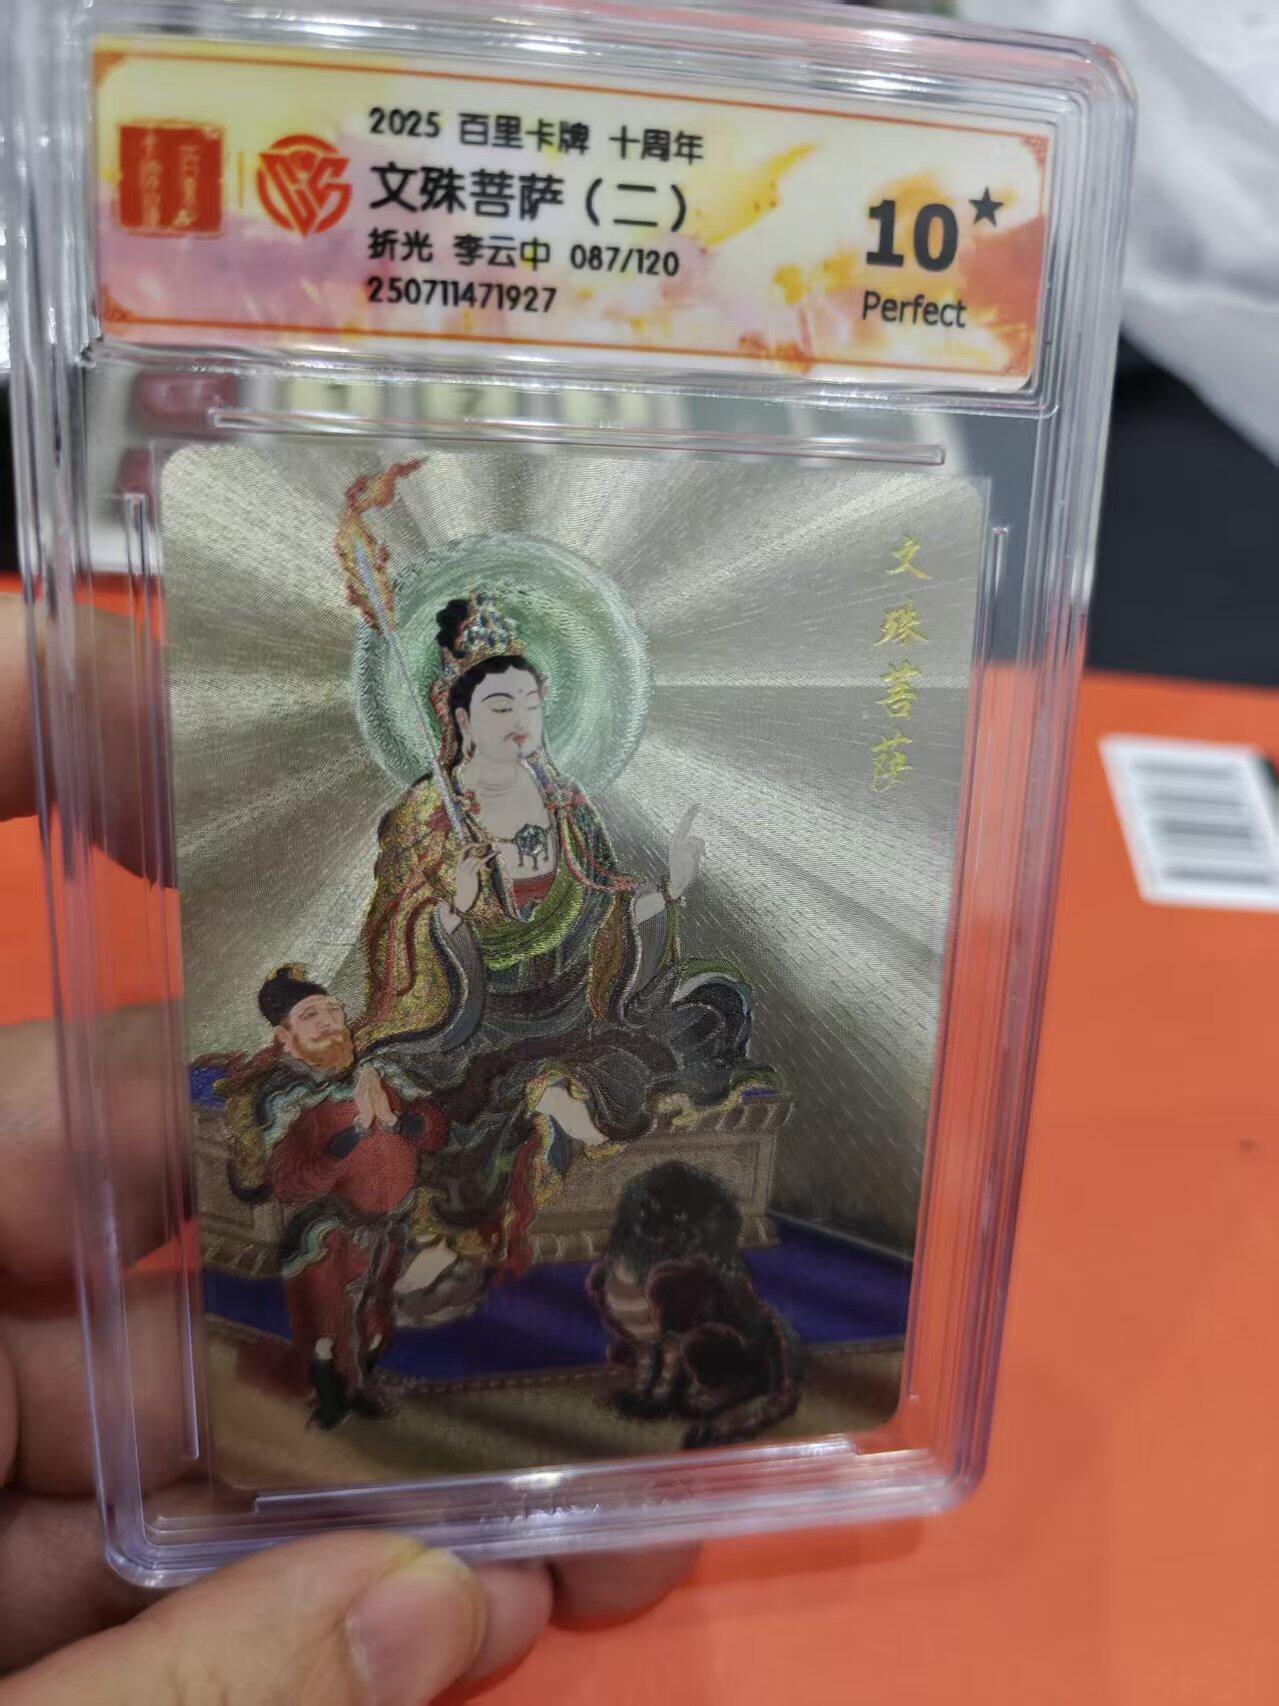 2025 百里卡牌 十周年
文殊菩萨（二）
折光 李云中 087/120
250711471927
10★
Perfect
文殊菩萨